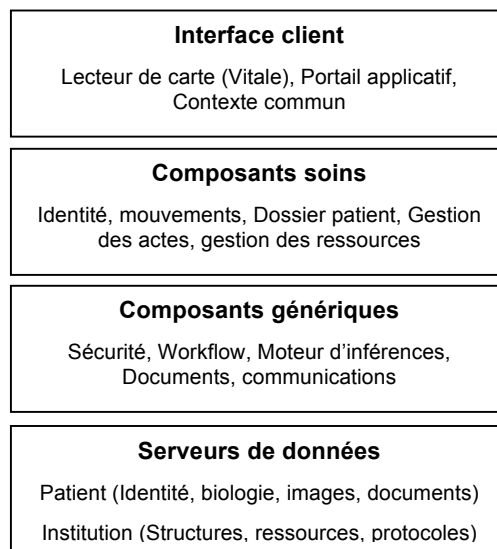 Interface client
Lecteur de carte (Vitale), Portail applicatif,
Contexte commun
Composants soins
Identité, mouvements, Dossier patient, Gestion
des actes, gestion des ressources
Composants génériques
Sécurité, Workflow, Moteur d’inférences,
Documents, communications
Serveurs de données
Patient (Identité, biologie, images, documents)
Institution (Structures, ressources, protocoles)